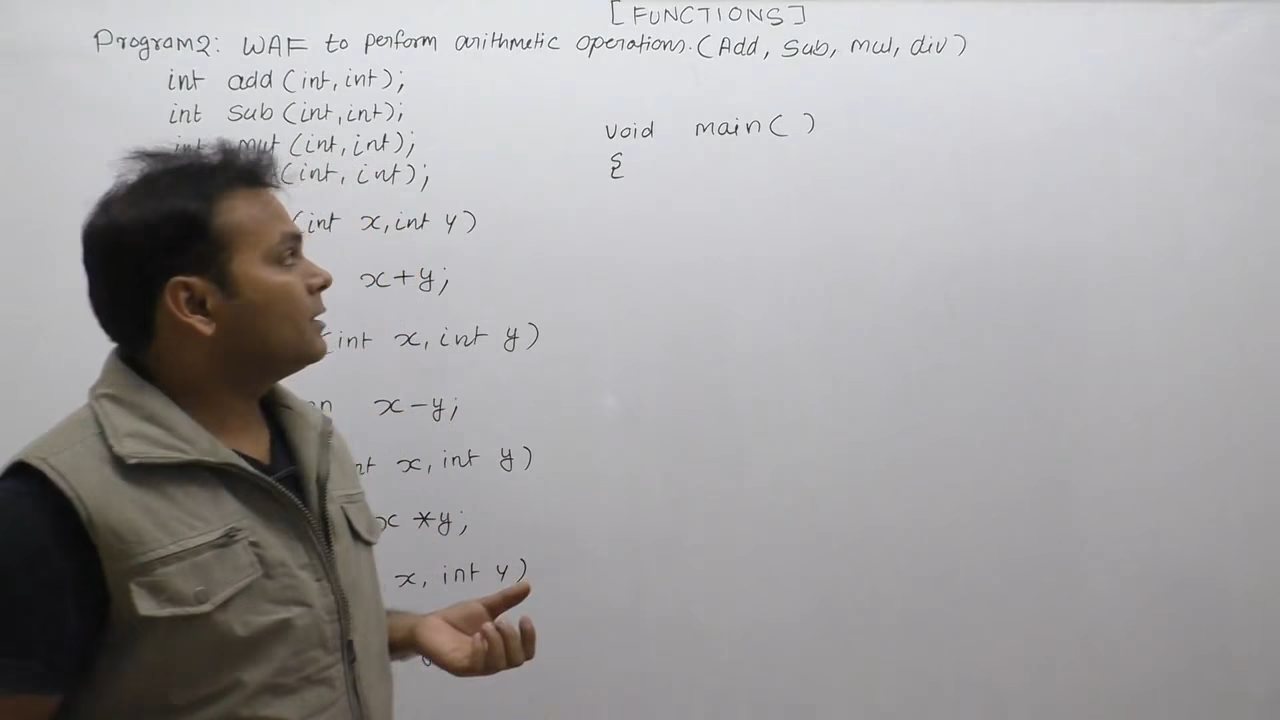 [FUNCTIONS]
Program2: WAF to perform arithmetic operations. (Add, Sub, mul, div)
int add (int, int);
int sub (int, int);
int mul (int, int);
(int, int);
(int x, int y)
x+y;
(int x, int y)
x-y;
x, int y)
x *y;
x, int y)
void main( )
{